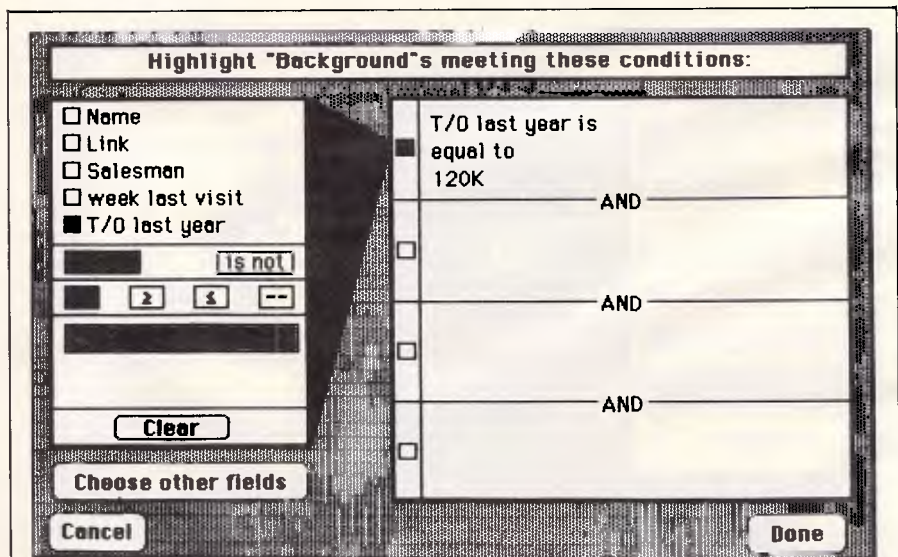 Highlight "Background"s meeting these conditions:
Name
Link
Salesman
week last visit
T/O last year
is not
≥ ≤ --
Clear
Choose other fields
Cancel
T/O last year is
equal to
120K
AND
AND
AND
Done